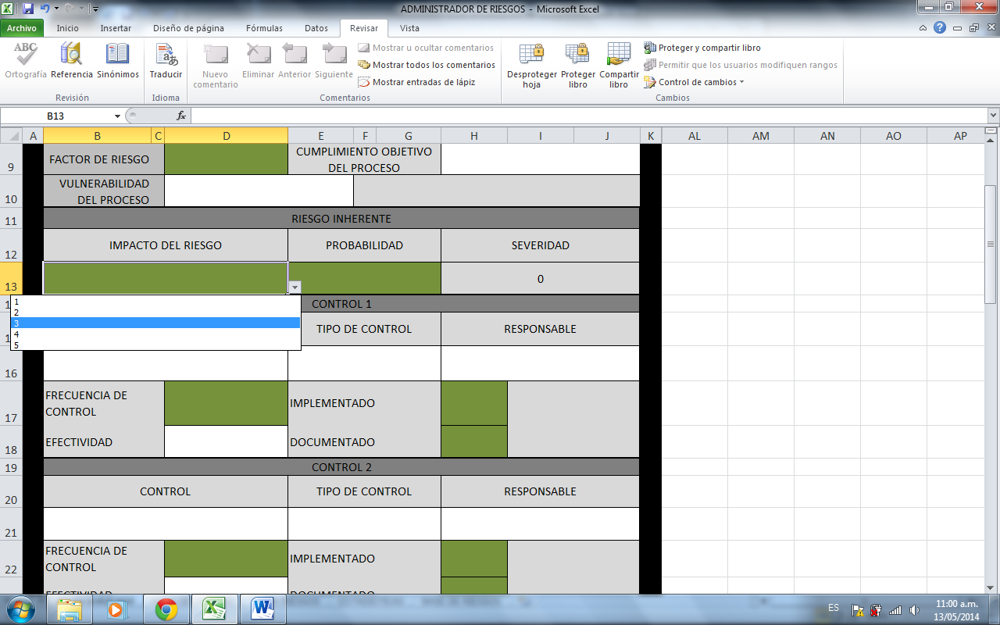 ADMINISTRADOR DE RIESGOS - Microsoft Excel
Archivo Inicio Insertar Diseño de página Fórmulas Datos Revisar Vista
ABC
Ortografía Referencia Sinónimos
Revisión
Traducir
Idioma
Nuevo
comentario
Eliminar Anterior Siguiente
Mostrar u ocultar comentarios
Mostrar todos los comentarios
Mostrar entradas de lápiz
Comentarios
Desproteger
hoja
Proteger
libro
Compartir
libro
Proteger y compartir libro
Permitir que los usuarios modifiquen rangos
Control de cambios
Cambios
B13 fx
A B C D E F G H I J K AL AM AN AO AP
9 FACTOR DE RIESGO CUMPLIMIENTO OBJETIVO
DEL PROCESO
10 VULNERABILIDAD
DEL PROCESO
11 RIESGO INHERENTE
12 IMPACTO DEL RIESGO PROBABILIDAD SEVERIDAD
13 0
1
2
3
4
5
CONTROL 1
TIPO DE CONTROL RESPONSABLE
16
17 FRECUENCIA DE
CONTROL
IMPLEMENTADO
18 EFECTIVIDAD DOCUMENTADO
19 CONTROL 2
20 CONTROL TIPO DE CONTROL RESPONSABLE
21
22 FRECUENCIA DE
CONTROL
IMPLEMENTADO
EFECTIVIDAD DOCUMENTADO
ES
11:00 a.m.
13/05/2014